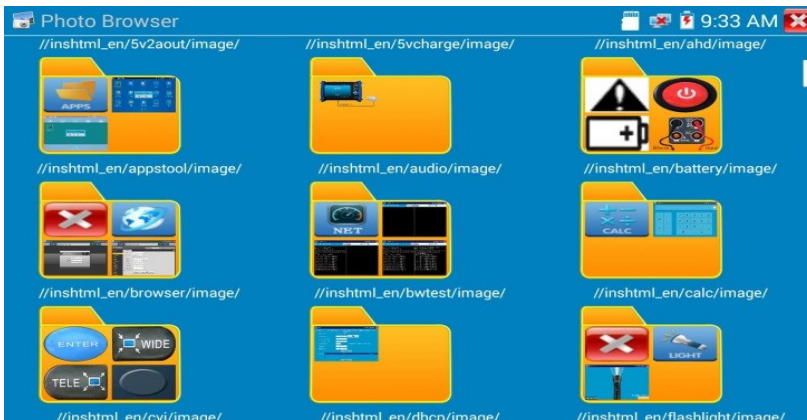 Photo Browser 9:33 AM
//inshtml_en/5v2aout/image/ //inshtml_en/5vcharge/image/ //inshtml_en/ahd/image/
APPS
//inshtml_en/appstool/image/ //inshtml_en/audio/image/ //inshtml_en/battery/image/
NET CALC
//inshtml_en/browser/image/ //inshtml_en/bwtest/image/ //inshtml_en/calc/image/
ENTER WIDE LIGHT
TELE
//inshtml_en/cvi/image/ //inshtml_en/dhcp/image/ //inshtml_en/flashlight/image/